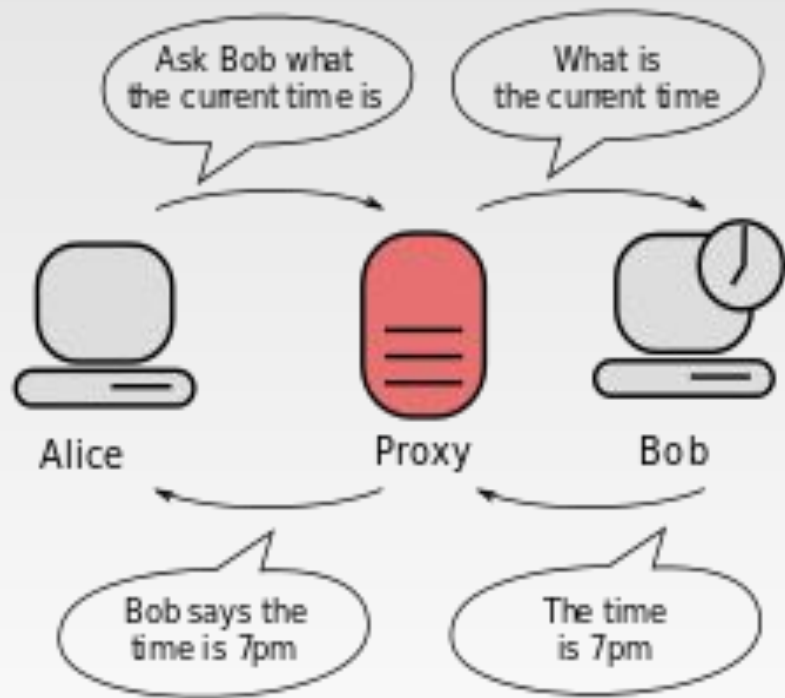 Ask Bob what
the current time is
What is
the current time
Alice
Proxy
Bob
Bob says the
time is 7pm
The time
is 7pm